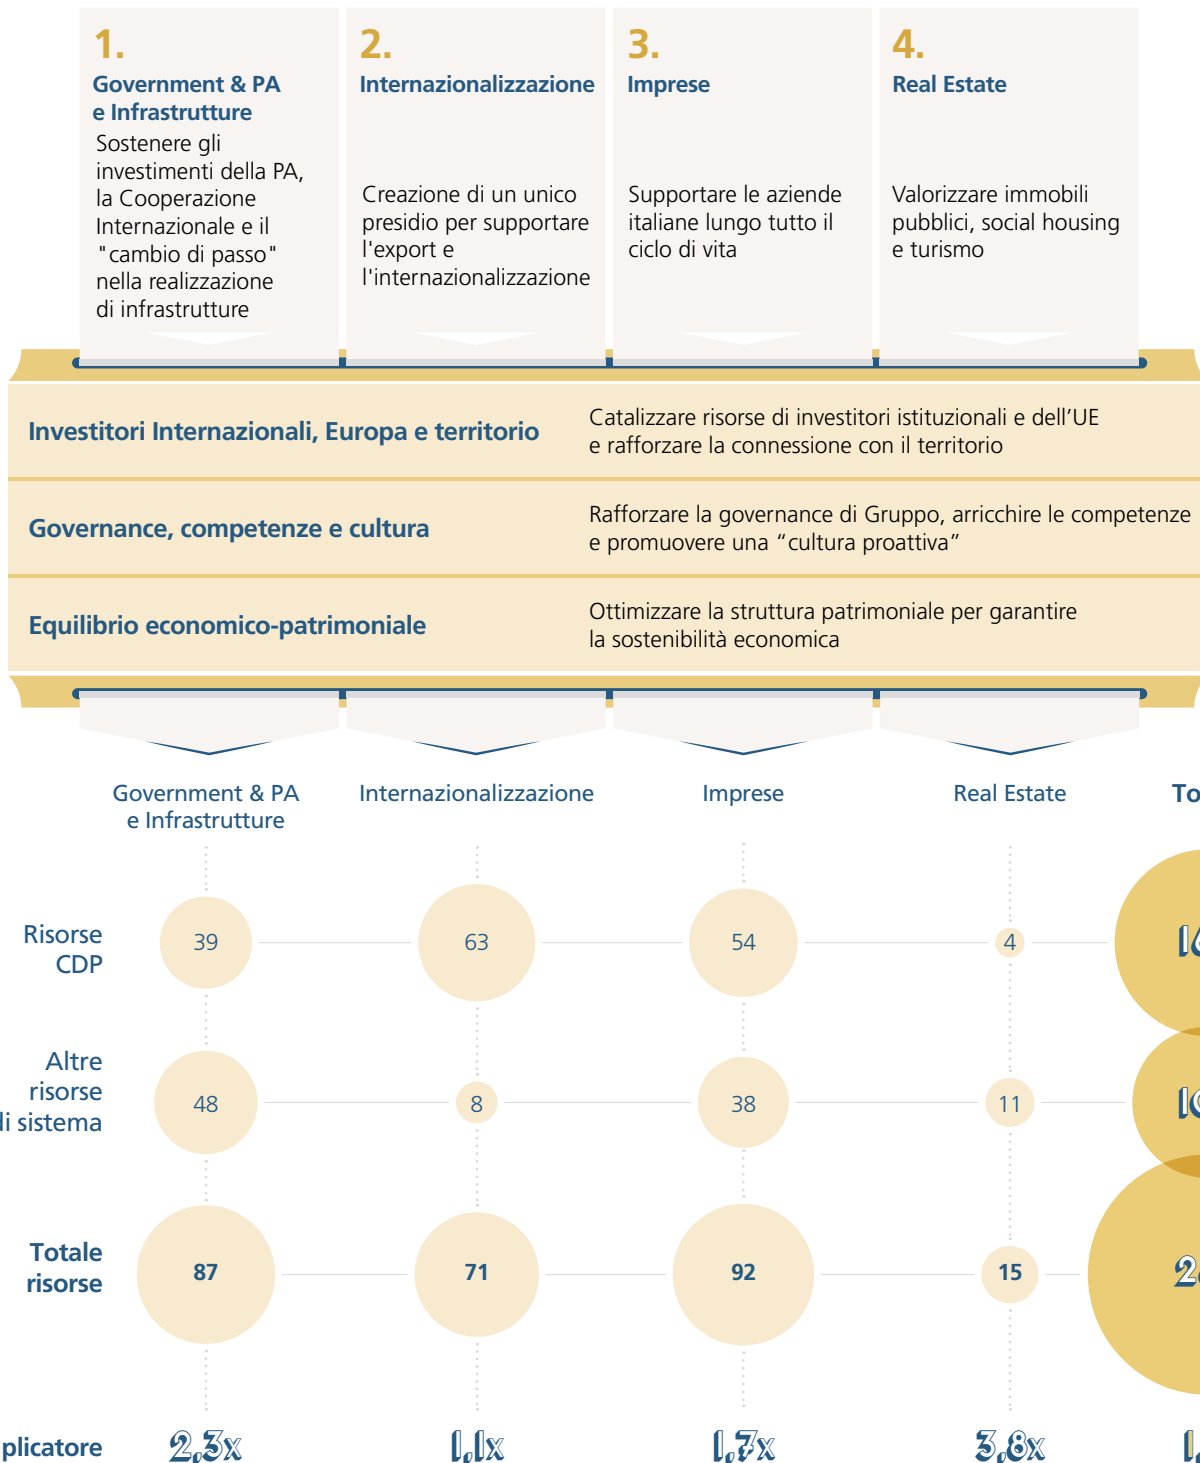 1.
Government & PA
e Infrastrutture
Sostenere gli
investimenti della PA,
la Cooperazione
Internazionale e il
"cambio di passo"
nella realizzazione
di infrastrutture
2.
Internazionalizzazione
Creazione di un unico
presidio per supportare
l'export e
l'internazionalizzazione
3.
Imprese
Supportare le aziende
italiane lungo tutto il
ciclo di vita
4.
Real Estate
Valorizzare immobili
pubblici, social housing
e turismo
Investitori Internazionali, Europa e territorio
Catalizzare risorse di investitori istituzionali e dell’UE
e rafforzare la connessione con il territorio
Governance, competenze e cultura
Rafforzare la governance di Gruppo, arricchire le competenze
e promuovere una “cultura proattiva”
Equilibrio economico-patrimoniale
Ottimizzare la struttura patrimoniale per garantire
la sostenibilità economica
Government & PA
e Infrastrutture
Internazionalizzazione
Imprese
Real Estate
Risorse
CDP
39
63
54
4
Altre
risorse
di sistema
48
8
38
11
Totale
risorse
87
71
92
15
2,3x
1,1x
1,7x
3,8x